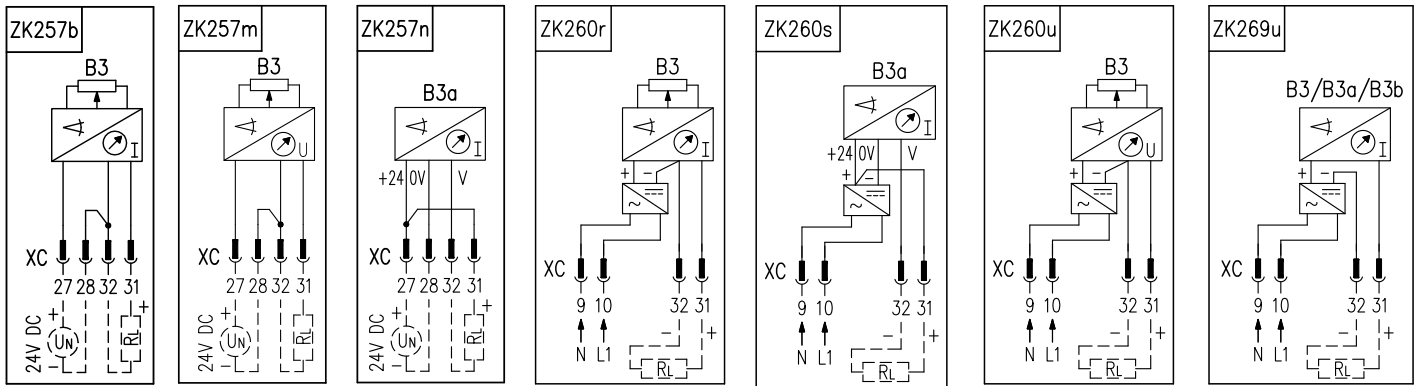 ZK257b
B3
I
XC
27 28 32 31
+ +
24V DC
UN
RL
−
ZK257m
B3
U
XC
27 28 32 31
+
24V DC
UN
RL
−
ZK257n
B3a
I
+24 0V V
XC
27 28 32 31
+ +
24V DC
UN
RL
−
ZK260r
B3
I
+ −
~
XC
9 10 32 31
− +
N L1
RL
ZK260s
B3a
I
+24 0V V
+ −
~
XC
9 10 32 31
− +
N L1
RL
ZK260u
B3
U
+ −
~
XC
9 10 32 31
− +
N L1
RL
ZK269u
B3/B3a/B3b
I
+ −
~
XC
9 10 32 31
− +
N L1
RL